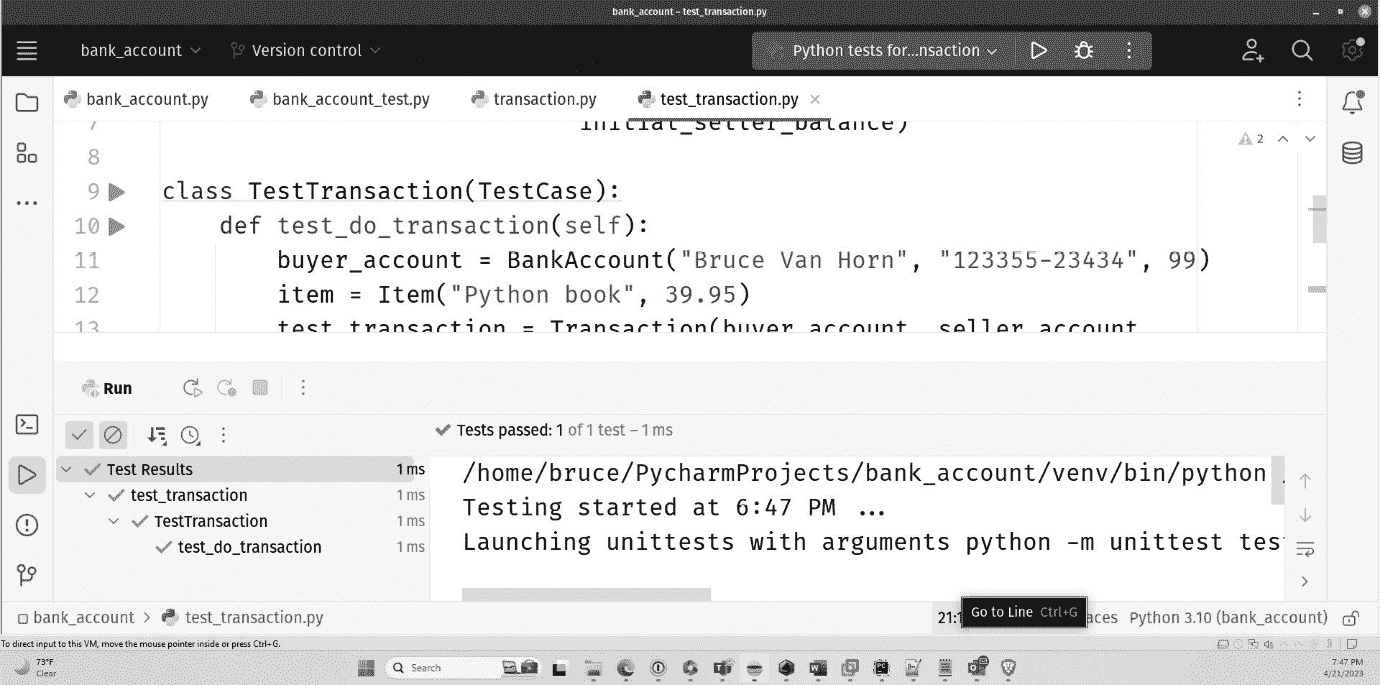 bank_account – test_transaction.py
bank_account Version control Python tests for...nsaction
bank_account.py bank_account_test.py transaction.py test_transaction.py
7 initial_seller_balance)
8 2
9 class TestTransaction(TestCase):
10 def test_do_transaction(self):
11 buyer_account = BankAccount("Bruce Van Horn", "123355-23434", 99)
12 item = Item("Python book", 39.95)
13 test_transaction = Transaction(buyer_account, seller_account,
Run
Tests passed: 1 of 1 test – 1 ms
Test Results 1 ms
test_transaction 1 ms
TestTransaction 1 ms
test_do_transaction 1 ms
/home/bruce/PycharmProjects/bank_account/venv/bin/python
Testing started at 6:47 PM ...
Launching unittests with arguments python -m unittest tes
Go to Line Ctrl+G
bank_account > test_transaction.py 21:1 aces Python 3.10 (bank_account)
To direct input to this VM, move the mouse pointer inside or press Ctrl+G.
73°F
Clear
Search
7:47 PM
4/21/2023